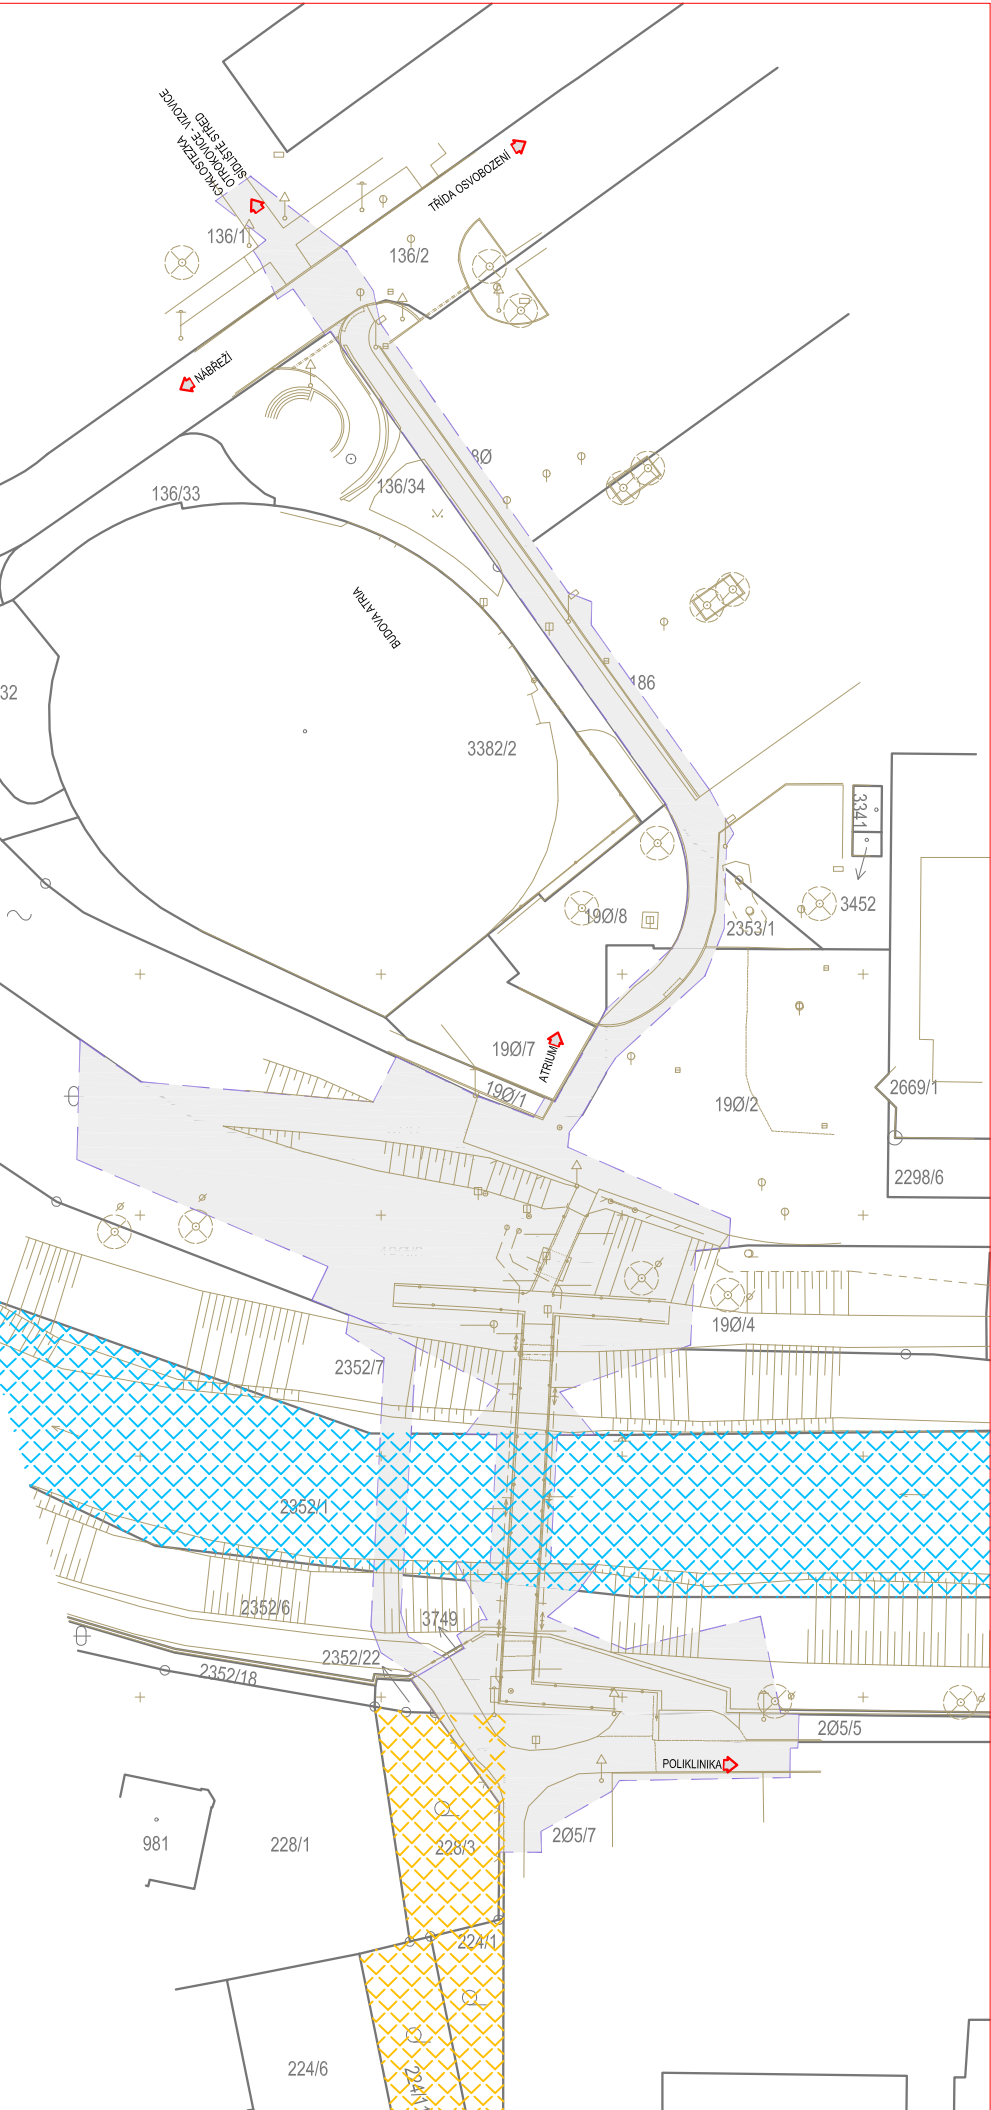 CYKLOSTEZKA
OTROKOVICE - VIZOVICE
SÍDLIŠTĚ STŘED
TŘÍDA OSVOBOZENÍ
136/1
136/2
NÁBŘEŽÍ
8Ø
136/33
136/34
BUDOVA ATRIA
186
32
3382/2
3341
3452
19Ø/8
2353/1
19Ø/7
ATRIUM
19Ø/1
19Ø/2
2669/1
2298/6
19Ø/4
2352/7
2352/1
2352/6
3749
2352/22
2352/18
2Ø5/5
POLIKLINIKA
2Ø5/7
981
228/1
228/3
224/1
224/6
224/11